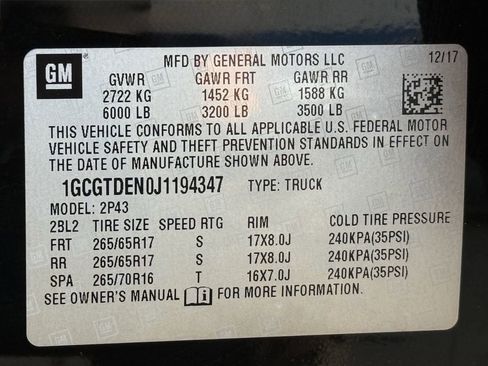 GM
MFD BY GENERAL MOTORS LLC 12/17
GVWR GAWR FRT GAWR RR
2722 KG 1452 KG 1588 KG
6000 LB 3200 LB 3500 LB
THIS VEHICLE CONFORMS TO ALL APPLICABLE U.S. FEDERAL MOTOR
VEHICLE SAFETY AND THEFT PREVENTION STANDARDS IN EFFECT ON
THE DATE OF MANUFACTURE SHOWN ABOVE.
1GCGTDEN0J1194347 TYPE: TRUCK
MODEL: 2P43
2BL2 TIRE SIZE SPEED RTG RIM COLD TIRE PRESSURE
FRT 265/65R17 S 17X8.0J 240KPA(35PSI)
RR 265/65R17 S 17X8.0J 240KPA(35PSI)
SPA 265/70R16 T 16X7.0J 240KPA(35PSI)
SEE OWNER'S MANUAL FOR MORE INFORMATION.